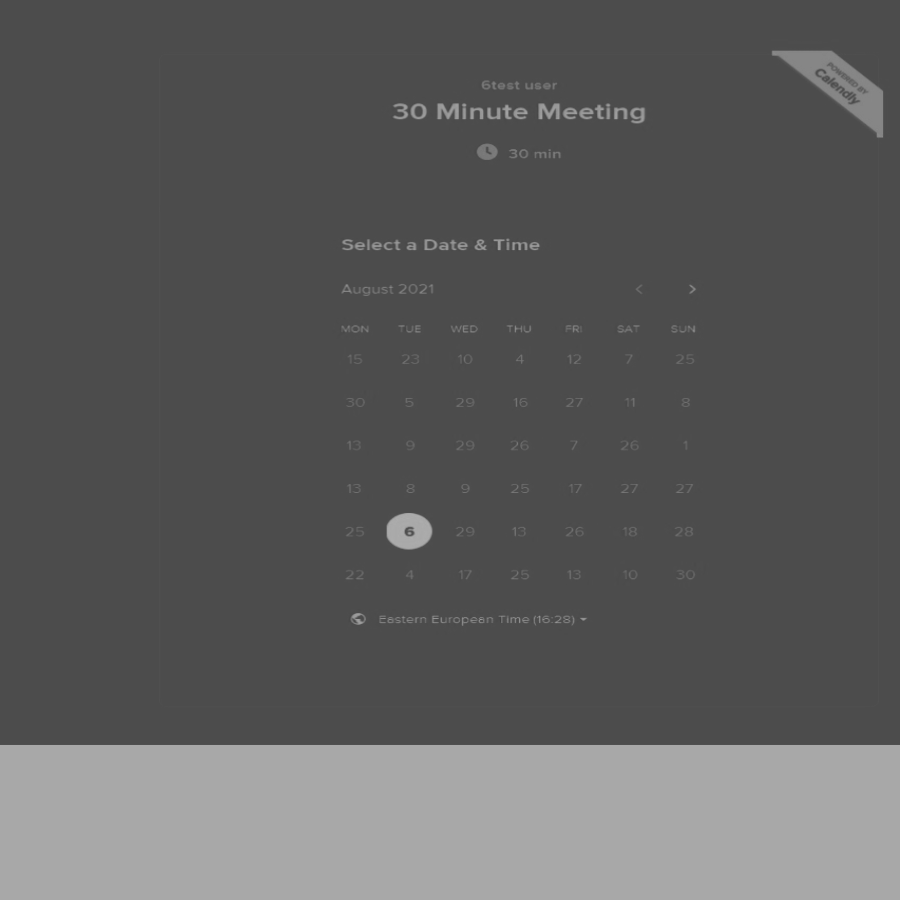 POWERED BY
Calendly
6test user
30 Minute Meeting
30 min
Select a Date & Time
August 2021
MON TUE WED THU FRI SAT SUN
15 23 10 4 12 7 25
30 5 29 16 27 11 8
13 9 29 26 7 26 1
13 8 9 25 17 27 27
25 6 29 13 26 18 28
22 4 17 25 13 10 30
Eastern European Time (16:28)